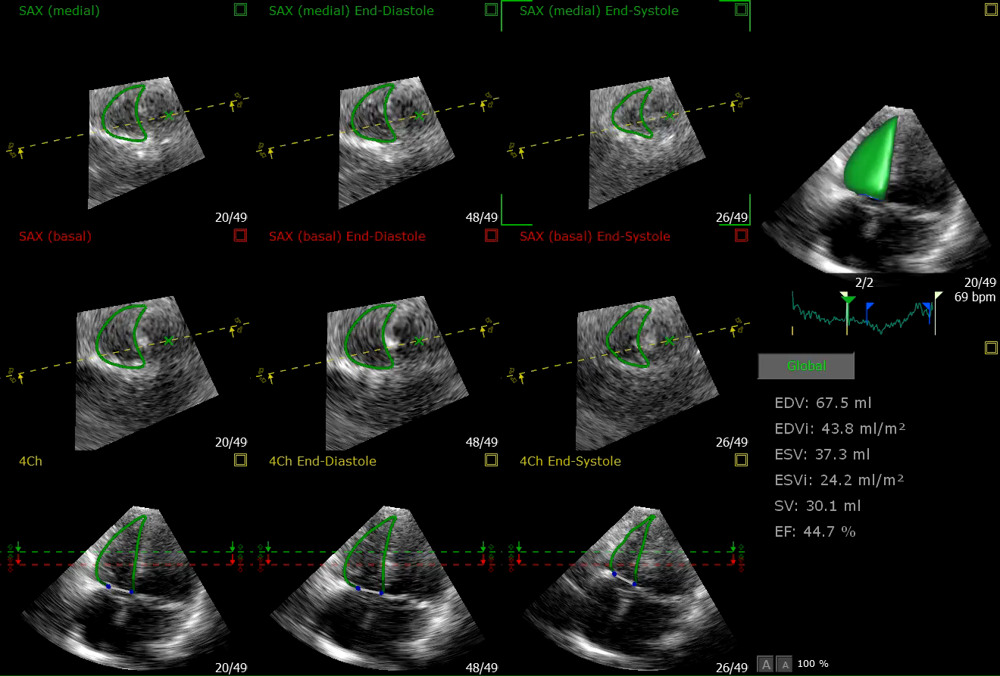 SAX (medial)
SAX (medial) End-Diastole
SAX (medial) End-Systole
20/49
48/49
26/49
SAX (basal)
SAX (basal) End-Diastole
SAX (basal) End-Systole
2/2
20/49
69 bpm
Global
EDV: 67.5 ml
EDVi: 43.8 ml/m²
ESV: 37.3 ml
ESVi: 24.2 ml/m²
SV: 30.1 ml
EF: 44.7 %
20/49
48/49
26/49
4Ch
4Ch End-Diastole
4Ch End-Systole
20/49
48/49
26/49
A A 100 %